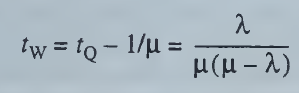 t_W = t_Q − 1/μ = λ / μ(μ − λ)